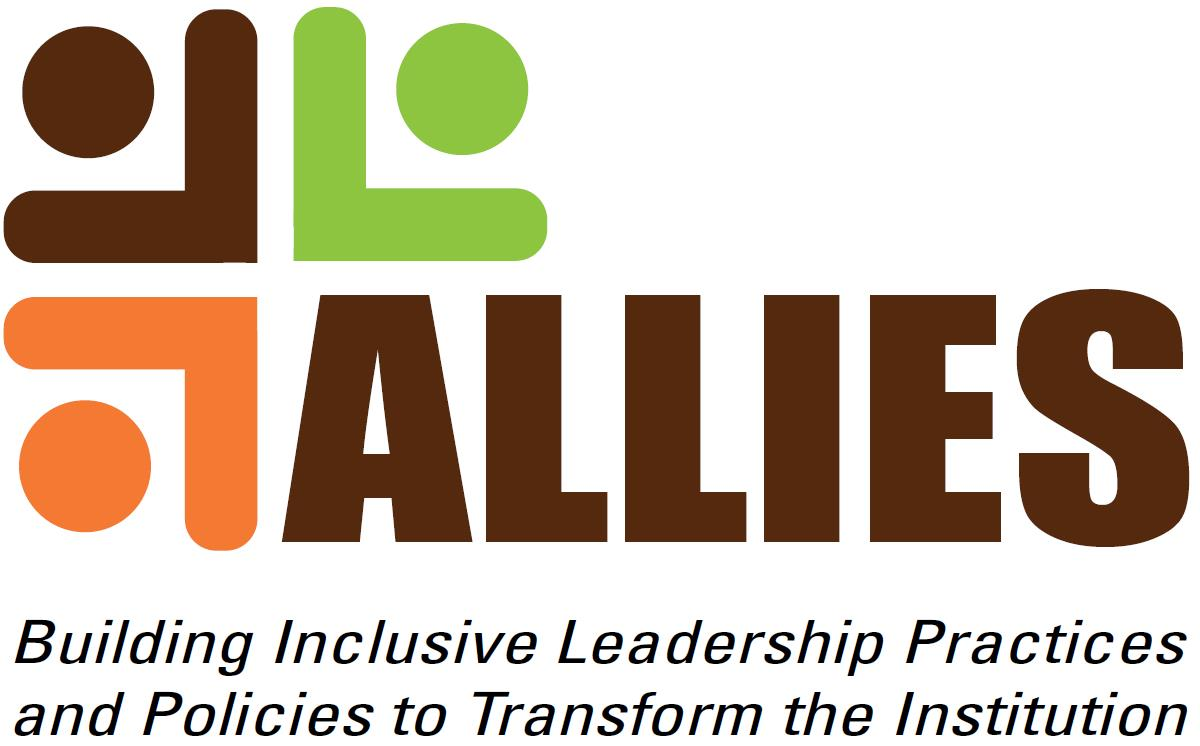 ALLIES
Building Inclusive Leadership Practices
and Policies to Transform the Institution